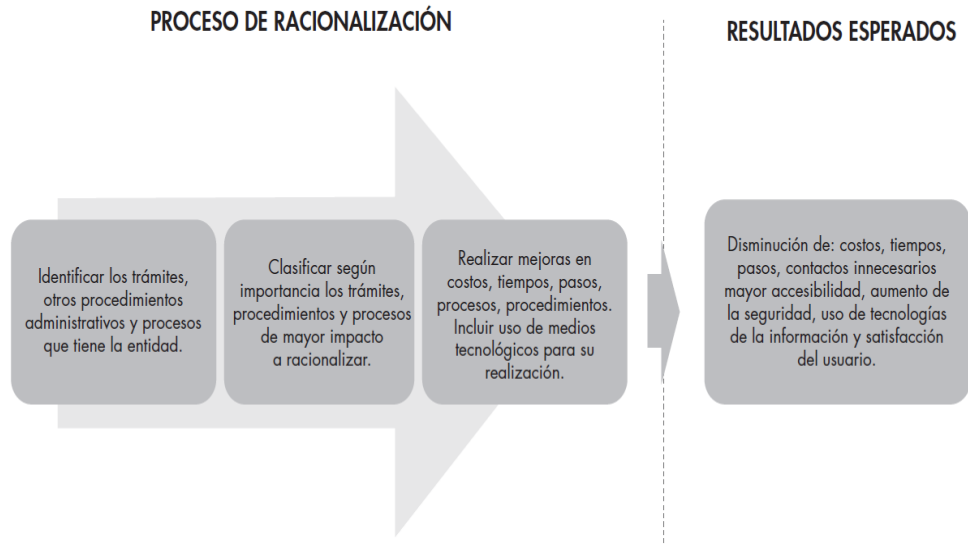 PROCESO DE RACIONALIZACIÓN
RESULTADOS ESPERADOS
Identificar los trámites,
otros procedimientos
administrativos y procesos
que tiene la entidad.
Clasificar según
importancia los trámites,
procedimientos y procesos
de mayor impacto
a racionalizar.
Realizar mejoras en
costos, tiempos, pasos,
procesos, procedimientos.
Incluir uso de medios
tecnológicos para su
realización.
Disminución de: costos, tiempos,
pasos, contactos innecesarios
mayor accesibilidad, aumento de
la seguridad, uso de tecnologías
de la información y satisfacción
del usuario.